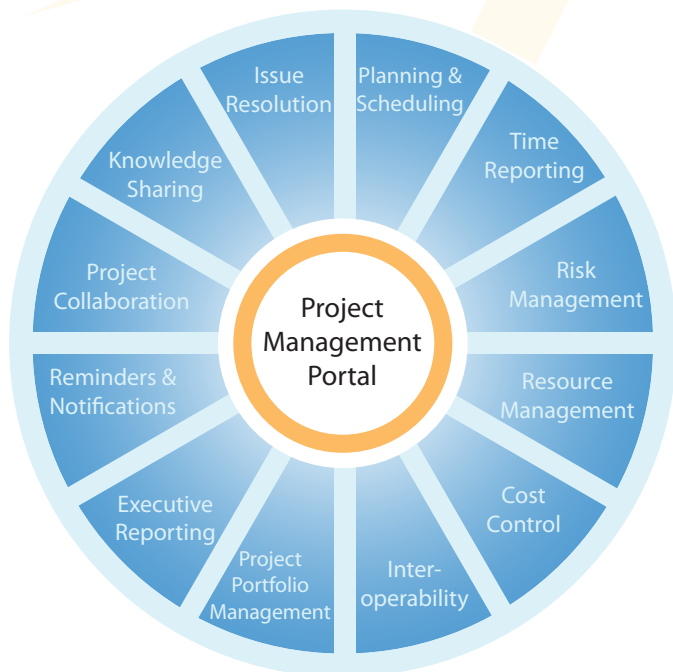 Issue
Resolution
Planning &
Scheduling
Time
Reporting
Risk
Management
Resource
Management
Cost
Control
Inter-
operability
Project
Portfolio
Management
Executive
Reporting
Reminders &
Notifications
Project
Collaboration
Knowledge
Sharing
Project
Management
Portal